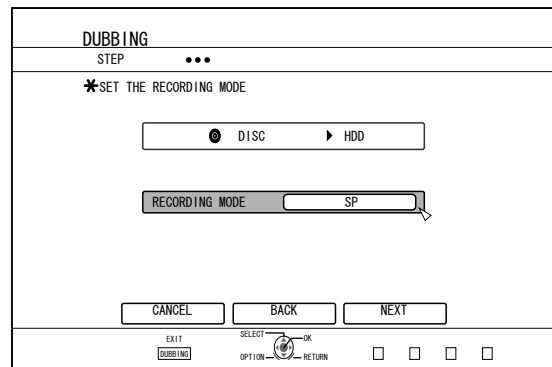 DUBBING
STEP
✱SET THE RECORDING MODE
DISC ▶ HDD
RECORDING MODE SP
CANCEL BACK NEXT
EXIT SELECT OK
DUBBING OPTION RETURN